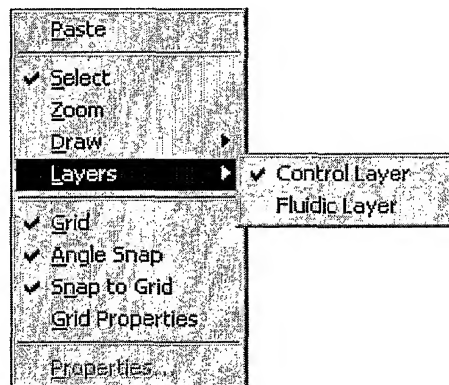 Paste
Select
Zoom
Draw
Layers
Control Layer
Fluidic Layer
Grid
Angle Snap
Snap to Grid
Grid Properties
Properties...